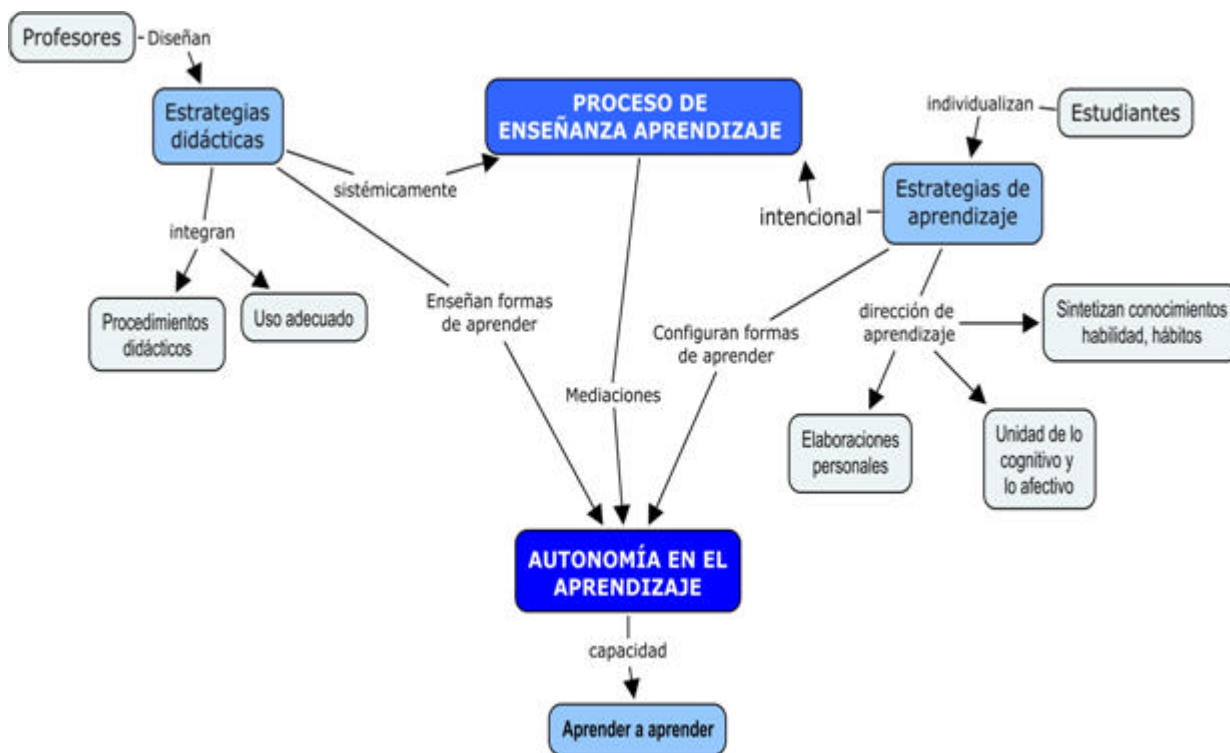 Profesores
Diseñan
Estrategias
didácticas
PROCESO DE
ENSEÑANZA APRENDIZAJE
individualizan
Estudiantes
sistémicamente
intencional
Estrategias de
aprendizaje
integran
Procedimientos
didácticos
Uso adecuado
Enseñan formas
de aprender
Mediaciones
Configuran formas
de aprender
dirección de
aprendizaje
Sintetizan conocimientos
habilidad, hábitos
Elaboraciones
personales
Unidad de lo
cognitivo y
lo afectivo
AUTONOMÍA EN EL
APRENDIZAJE
capacidad
Aprender a aprender